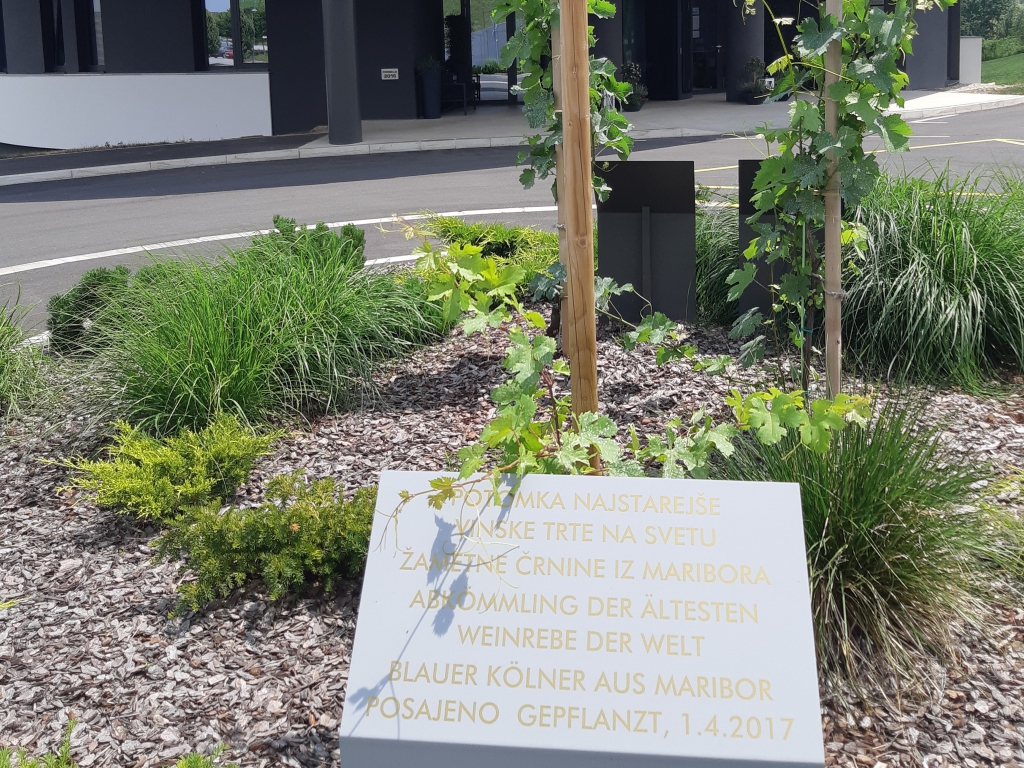 POTOMKA NAJSTAREJŠE
VINSKE TRTE NA SVETU
ŽAMETNE ČRNINE IZ MARIBORA
ABKÖMMLING DER ÄLTESTEN
WEINREBE DER WELT
BLAUER KÖLNER AUS MARIBOR
POSAJENO GEPFLANZT, 1.4.2017